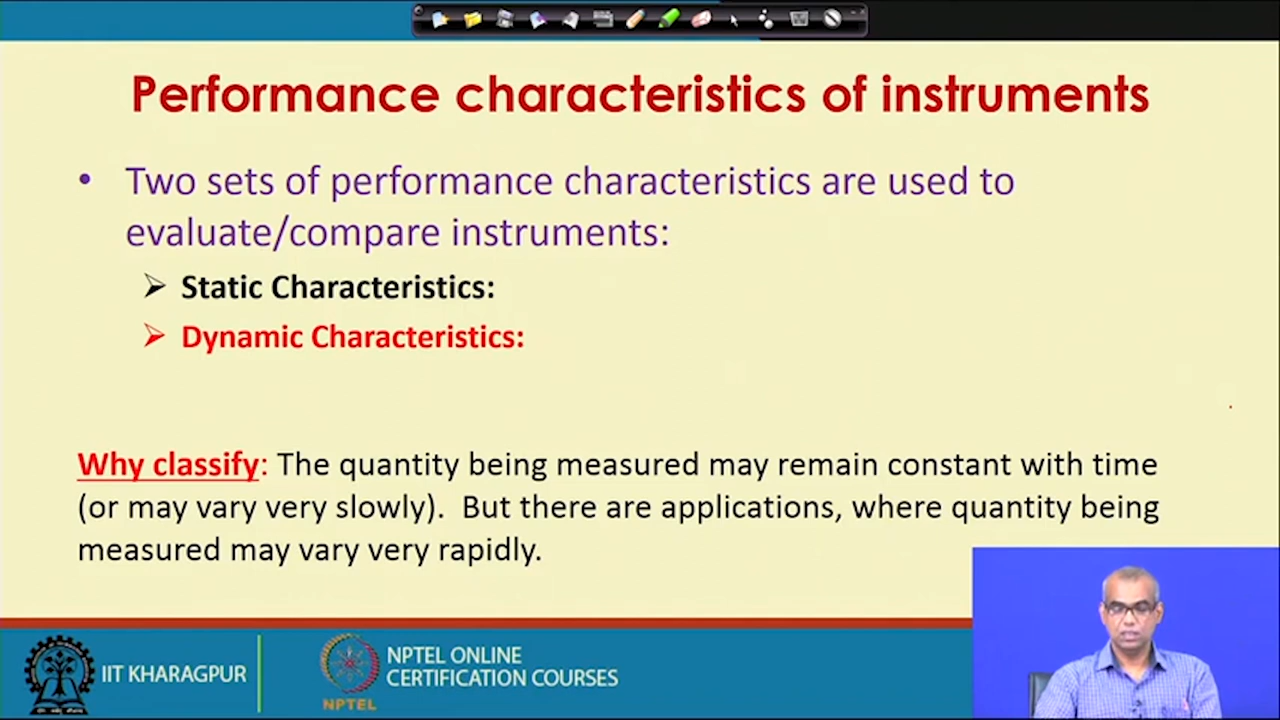 Performance characteristics of instruments
• Two sets of performance characteristics are used to
evaluate/compare instruments:
➢ Static Characteristics:
➢ Dynamic Characteristics:
Why classify: The quantity being measured may remain constant with time
(or may vary very slowly). But there are applications, where quantity being
measured may vary very rapidly.
IIT KHARAGPUR
NPTEL
NPTEL ONLINE
CERTIFICATION COURSES